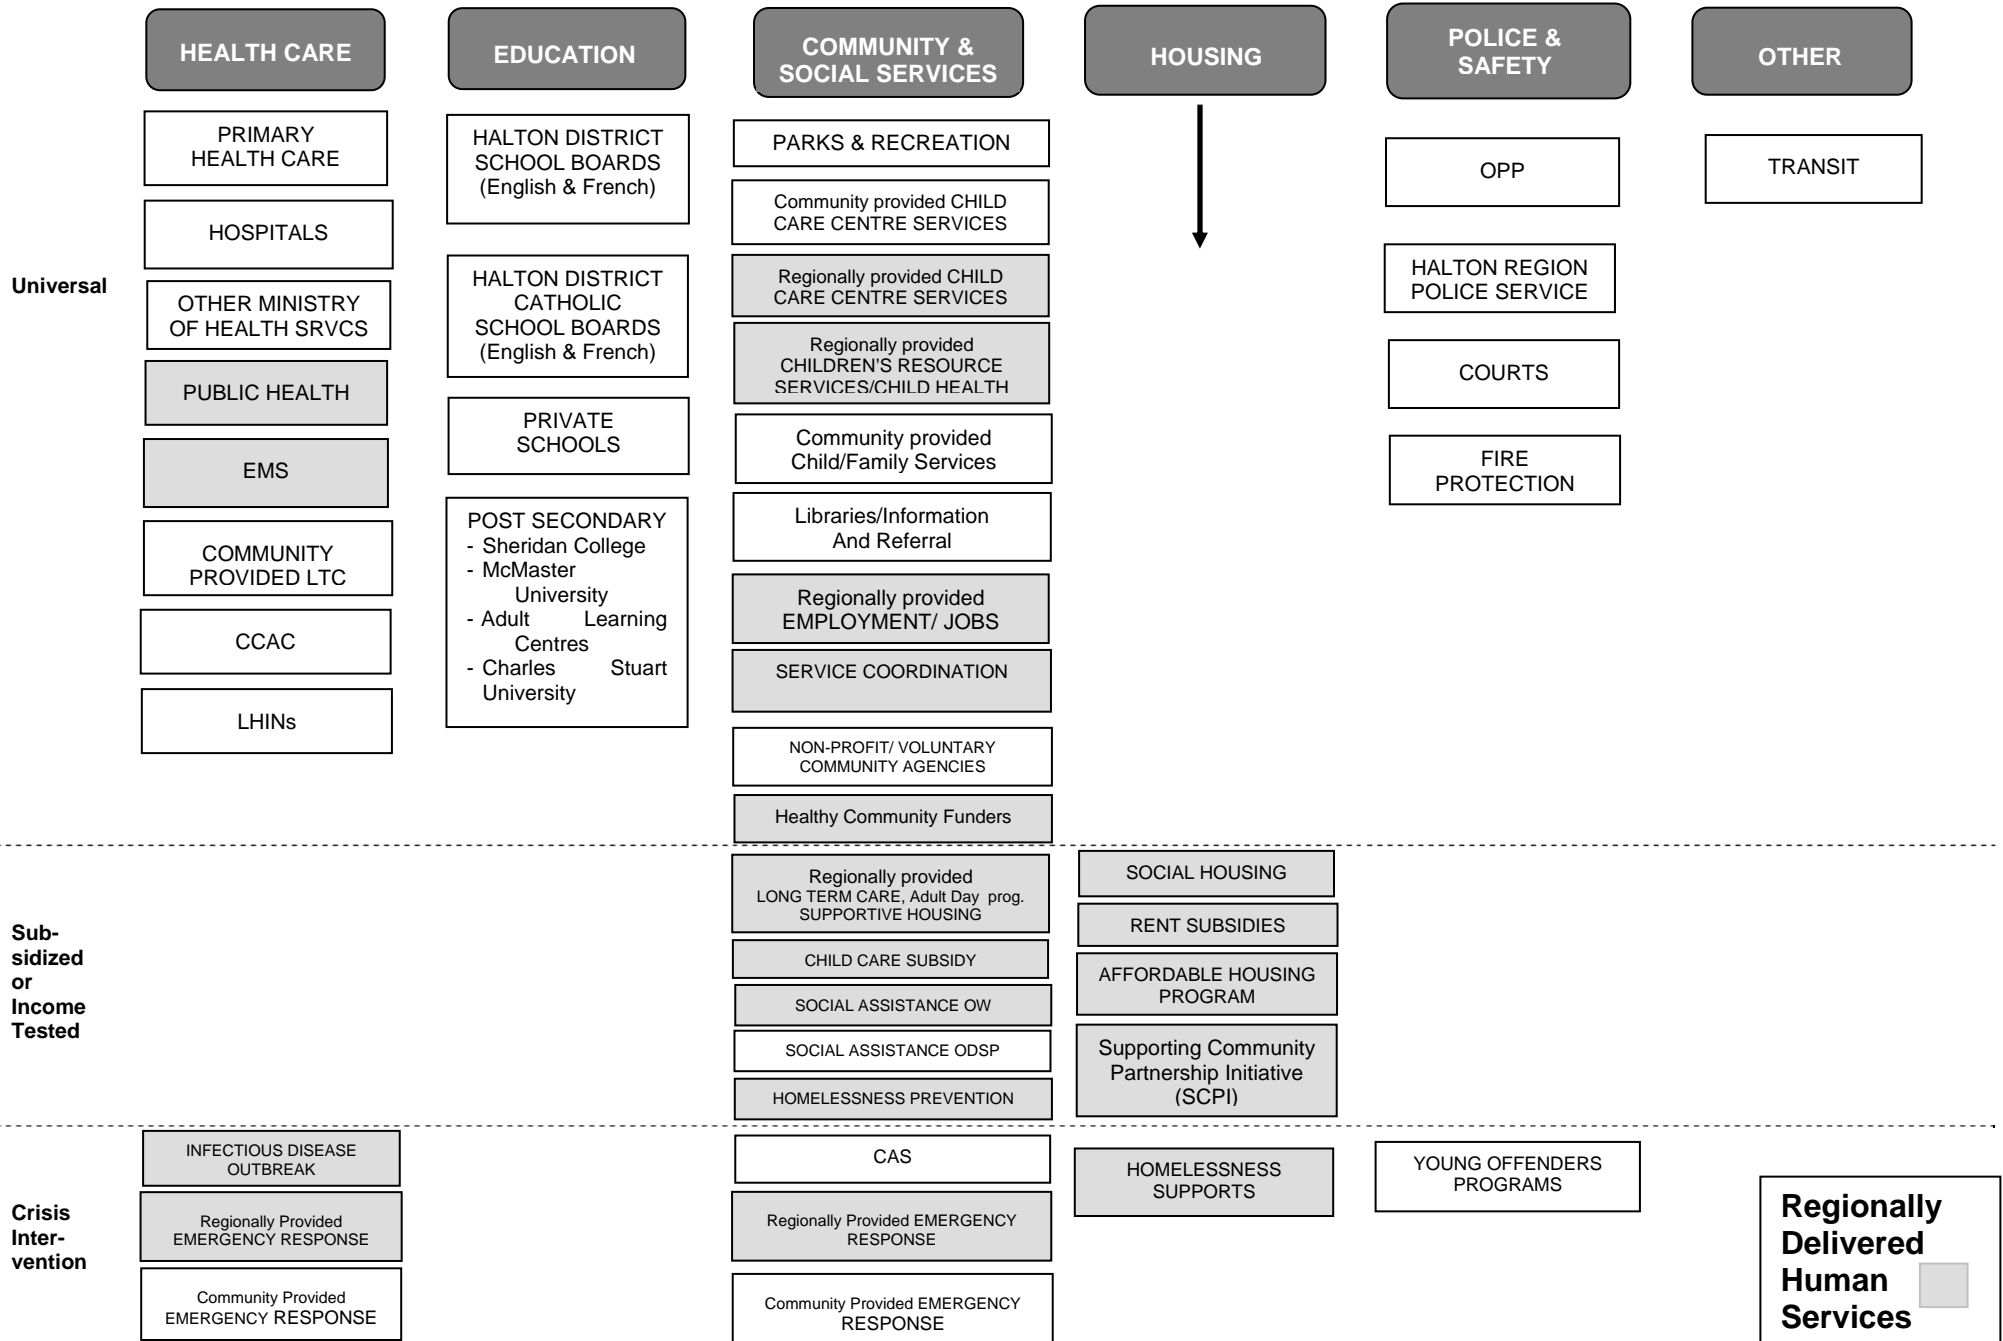 HEALTH CARE
EDUCATION
COMMUNITY &
SOCIAL SERVICES
HOUSING
POLICE &
SAFETY
OTHER
Universal
PRIMARY
HEALTH CARE
HOSPITALS
OTHER MINISTRY
OF HEALTH SRVCS
PUBLIC HEALTH
EMS
COMMUNITY
PROVIDED LTC
CCAC
LHINs
HALTON DISTRICT
SCHOOL BOARDS
(English & French)
HALTON DISTRICT
CATHOLIC
SCHOOL BOARDS
(English & French)
PRIVATE
SCHOOLS
POST SECONDARY
- Sheridan College
- McMaster
University
- Adult Learning
Centres
- Charles Stuart
University
PARKS & RECREATION
Community provided CHILD
CARE CENTRE SERVICES
Regionally provided CHILD
CARE CENTRE SERVICES
Regionally provided
CHILDREN'S RESOURCE
SERVICES/CHILD HEALTH
Community provided
Child/Family Services
Libraries/Information
And Referral
Regionally provided
EMPLOYMENT/ JOBS
SERVICE COORDINATION
NON-PROFIT/ VOLUNTARY
COMMUNITY AGENCIES
Healthy Community Funders
OPP
HALTON REGION
POLICE SERVICE
COURTS
FIRE
PROTECTION
TRANSIT
Sub-
sidized
or
Income
Tested
Regionally provided
LONG TERM CARE, Adult Day prog.
SUPPORTIVE HOUSING
CHILD CARE SUBSIDY
SOCIAL ASSISTANCE OW
SOCIAL ASSISTANCE ODSP
HOMELESSNESS PREVENTION
SOCIAL HOUSING
RENT SUBSIDIES
AFFORDABLE HOUSING
PROGRAM
Supporting Community
Partnership Initiative
(SCPI)
Crisis
Inter-
vention
INFECTIOUS DISEASE
OUTBREAK
Regionally Provided
EMERGENCY RESPONSE
Community Provided
EMERGENCY RESPONSE
CAS
Regionally Provided EMERGENCY
RESPONSE
Community Provided EMERGENCY
RESPONSE
HOMELESSNESS
SUPPORTS
YOUNG OFFENDERS
PROGRAMS
Regionally
Delivered
Human
Services